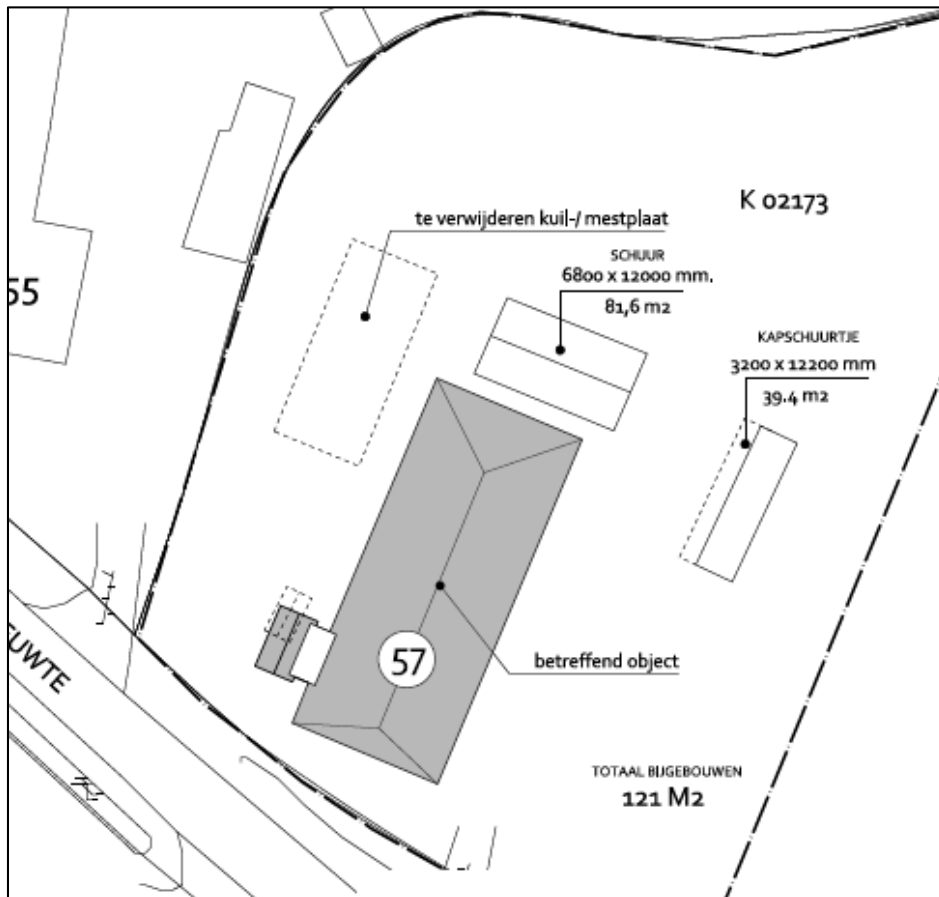 K 02173
te verwijderen kuil-/ mestplaat
SCHUUR
6800 x 12000 mm.
81,6 m2
55
KAPSCHUURTJE
3200 x 12200 mm
39.4 m2
57
betreffend object
EUWTE
TOTAAL BIJGEBOUWEN
121 M2